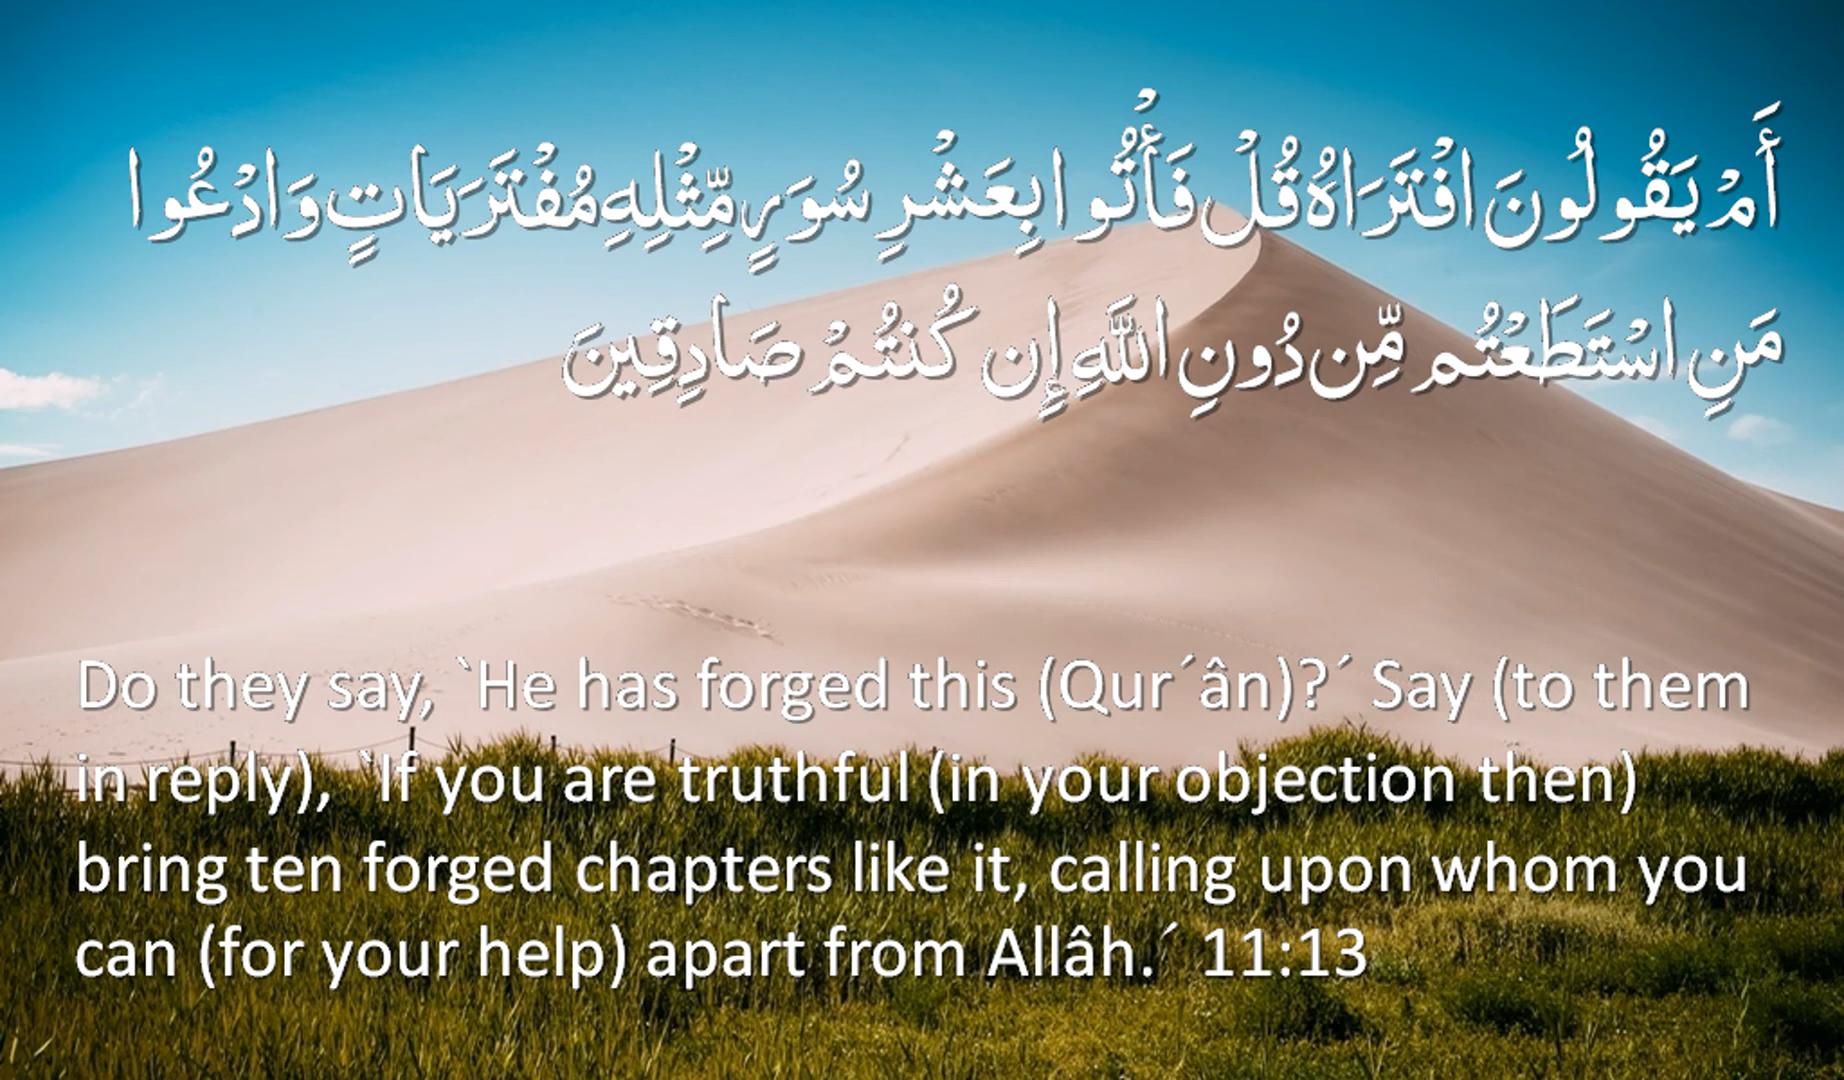 أَمْ يَقُولُونَ افْتَرَاهُ قُلْ فَأْتُوا بِعَشْرِ سُوَرٍ مِّثْلِهِ مُفْتَرَيَاتٍ وَادْعُوا
مَنِ اسْتَطَعْتُم مِّن دُونِ اللَّهِ إِن كُنتُمْ صَادِقِينَ
Do they say, `He has forged this (Qur´ân)?´ Say (to them
in reply), `If you are truthful (in your objection then)
bring ten forged chapters like it, calling upon whom you
can (for your help) apart from Allâh.´ 11:13